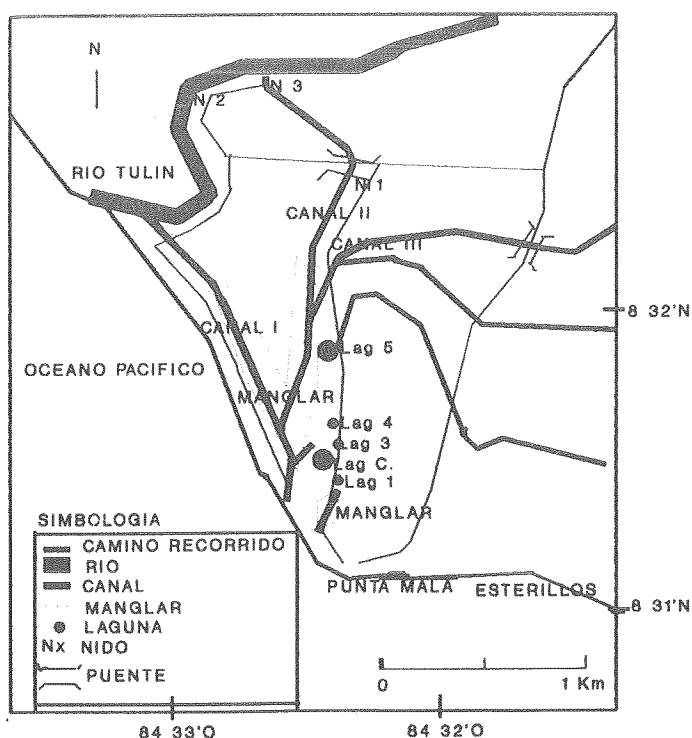 N
N 3
N 2
RIO TULIN
N 1
CANAL II
CANAL III
8 32'N
CANAL I
Lag 5
OCEANO PACIFICO
MANGLAR
Lag 4
Lag 3
Lag C.
Lag 1
MANGLAR
SIMBOLOGIA
CAMINO RECORRIDO
RIO
CANAL
MANGLAR
LAGUNA
Nx NIDO
PUENTE
PUNTA MALA
ESTERILLOS
8 31'N
0 1 Km
84 33'O
84 32'O